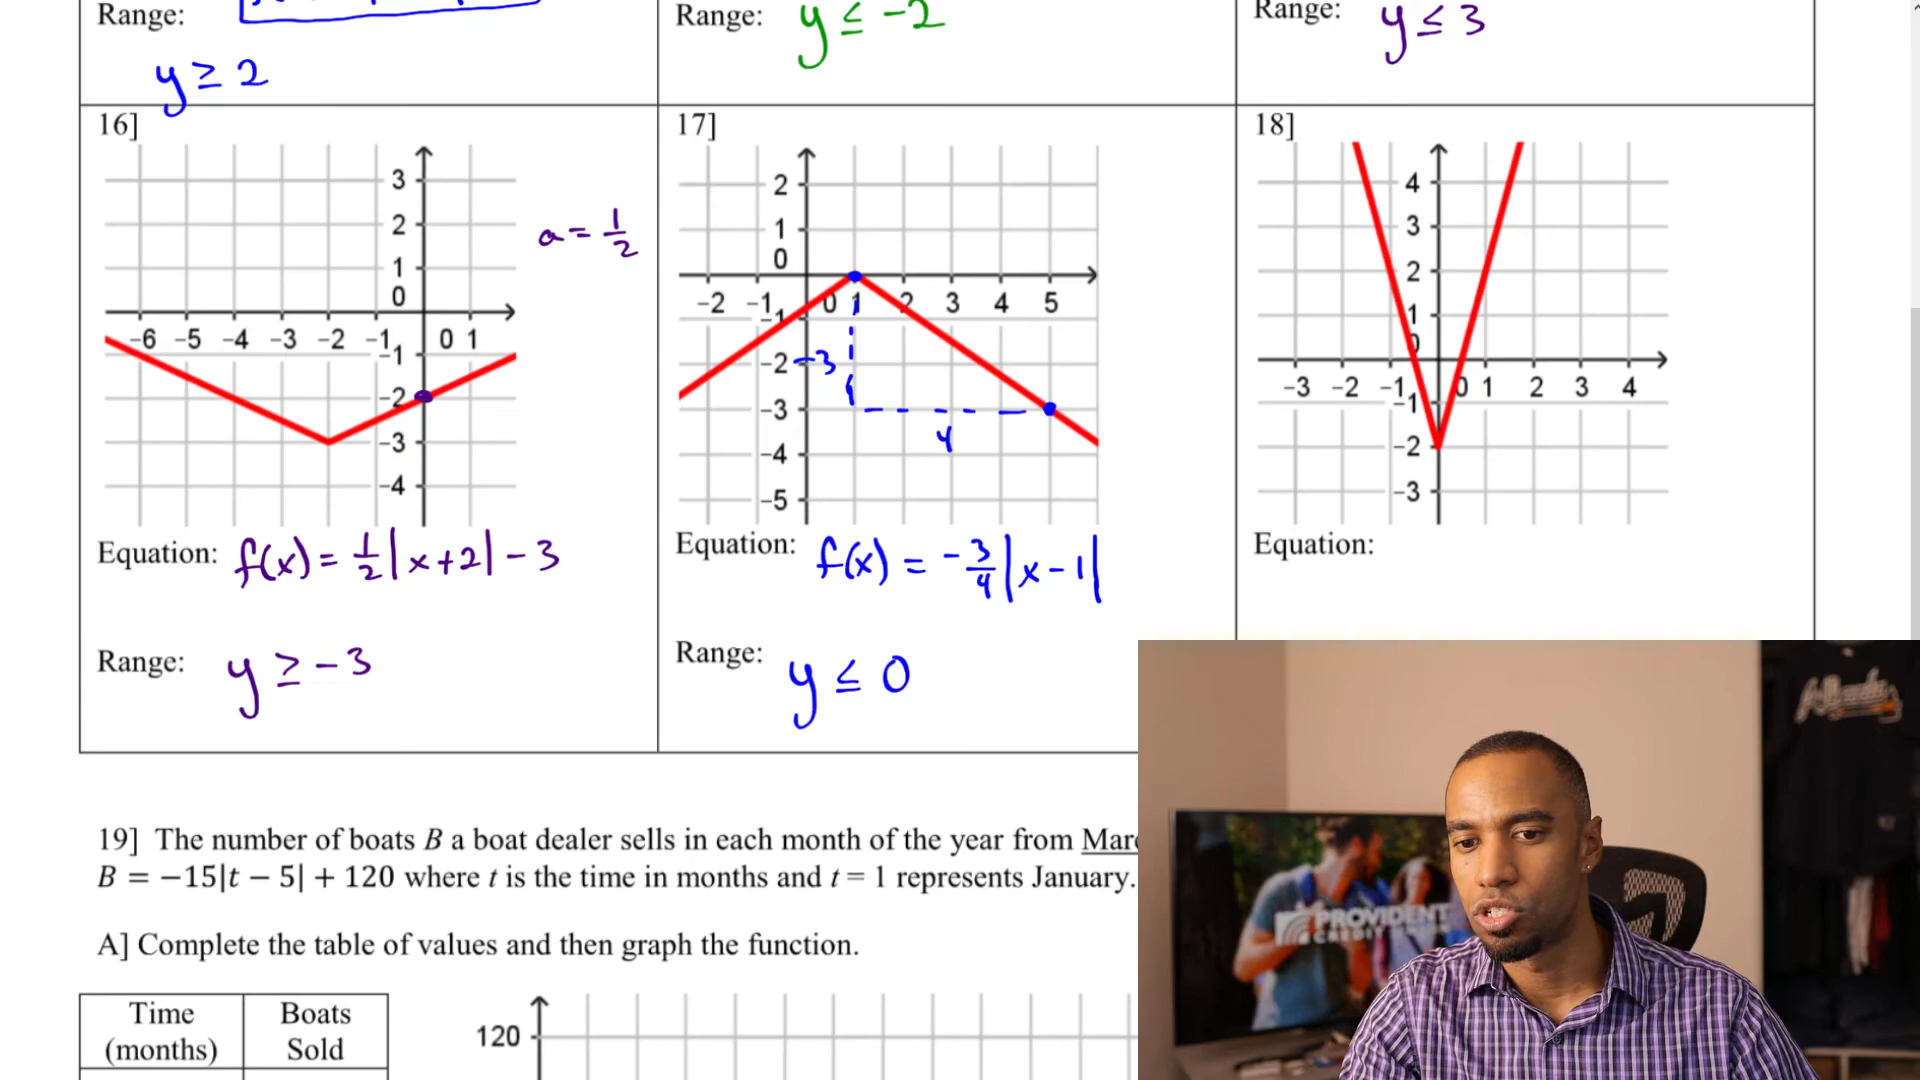 Range:
y ≥ 2
Range: y ≤ -2
Range: y ≤ 3
16]
3
2
1
0
-6 -5 -4 -3 -2 -1 0 1
-1
-2
-3
-4
a = 1/2
Equation: f(x) = 1/2 |x+2| - 3
Range: y ≥ -3
17]
2
1
0
-2 -1 0 1 2 3 4 5
-1
-2 -3
-3
4
-4
-5
Equation: f(x) = -3/4 |x-1|
Range: y ≤ 0
18]
4
3
2
1
0
-3 -2 -1 0 1 2 3 4
-1
-2
-3
Equation:
19] The number of boats B a boat dealer sells in each month of the year from
B = −15|t − 5| + 120 where t is the time in months and t = 1 represents January.
A] Complete the table of values and then graph the function.
Time
(months)
Boats
Sold
120
PROVIDENT
CREDIT UNION